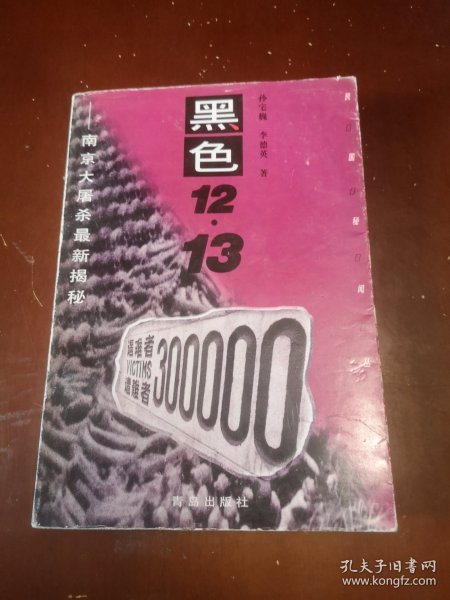 孙宅巍 李德英 著
黑色
12·13
——南京大屠杀最新揭秘
遇难者
VICTIMS
遭難者
300000
青岛出版社
孔夫子旧书网
www.kongfz.com